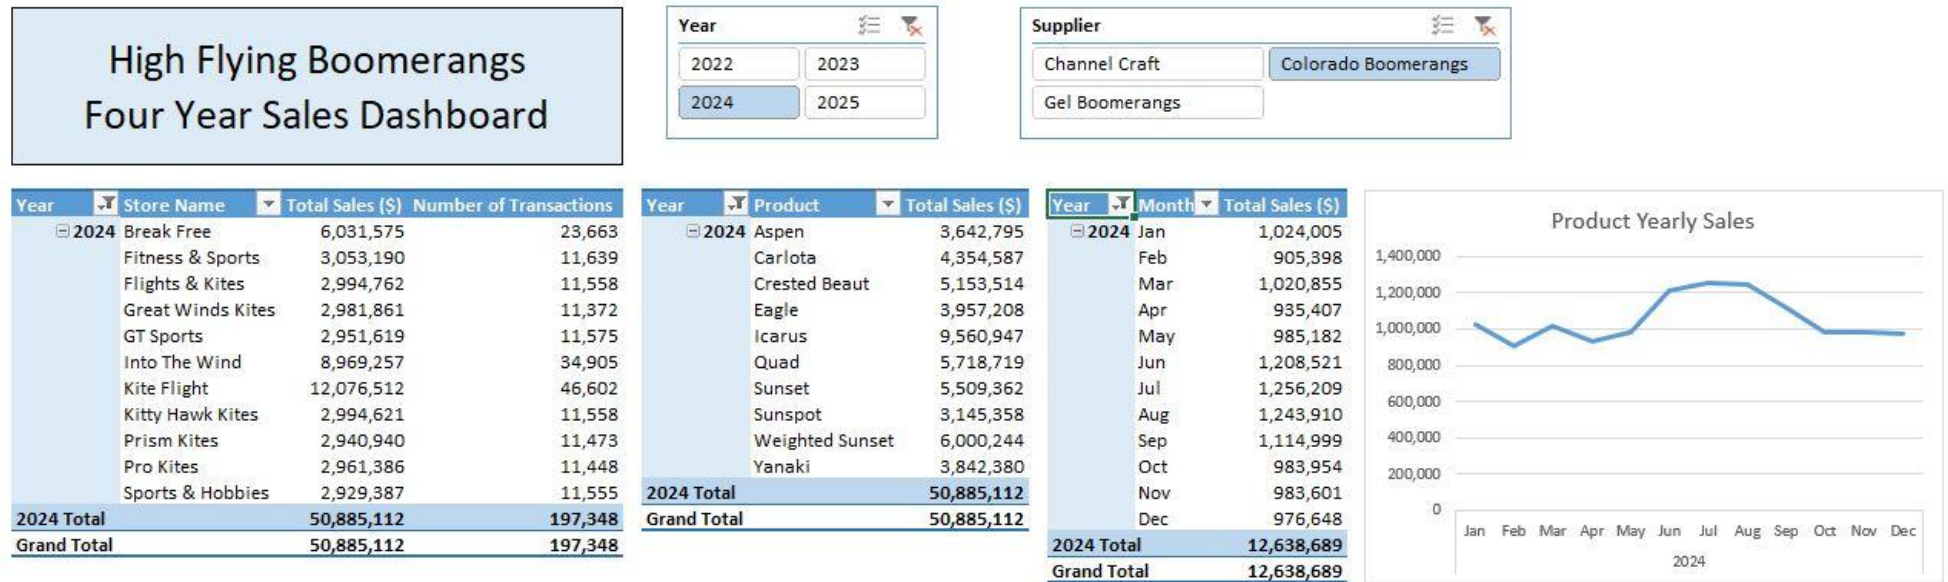 High Flying Boomerangs
Four Year Sales Dashboard
Year
2022 2023
2024 2025
Supplier
Channel Craft Colorado Boomerangs
Gel Boomerangs
Year Store Name Total Sales ($) Number of Transactions
2024 Break Free 6,031,575 23,663
Fitness & Sports 3,053,190 11,639
Flights & Kites 2,994,762 11,558
Great Winds Kites 2,981,861 11,372
GT Sports 2,951,619 11,575
Into The Wind 8,969,257 34,905
Kite Flight 12,076,512 46,602
Kitty Hawk Kites 2,994,621 11,558
Prism Kites 2,940,940 11,473
Pro Kites 2,961,386 11,448
Sports & Hobbies 2,929,387 11,555
2024 Total 50,885,112 197,348
Grand Total 50,885,112 197,348
Year Product Total Sales ($)
2024 Aspen 3,642,795
Carlota 4,354,587
Crested Beaut 5,153,514
Eagle 3,957,208
Icarus 9,560,947
Quad 5,718,719
Sunset 5,509,362
Sunspot 3,145,358
Weighted Sunset 6,000,244
Yanaki 3,842,380
2024 Total 50,885,112
Grand Total 50,885,112
Year Month Total Sales ($)
2024 Jan 1,024,005
Feb 905,398
Mar 1,020,855
Apr 935,407
May 985,182
Jun 1,208,521
Jul 1,256,209
Aug 1,243,910
Sep 1,114,999
Oct 983,954
Nov 983,601
Dec 976,648
2024 Total 12,638,689
Grand Total 12,638,689
Product Yearly Sales
1,400,000
1,200,000
1,000,000
800,000
600,000
400,000
200,000
0
Jan Feb Mar Apr May Jun Jul Aug Sep Oct Nov Dec
2024